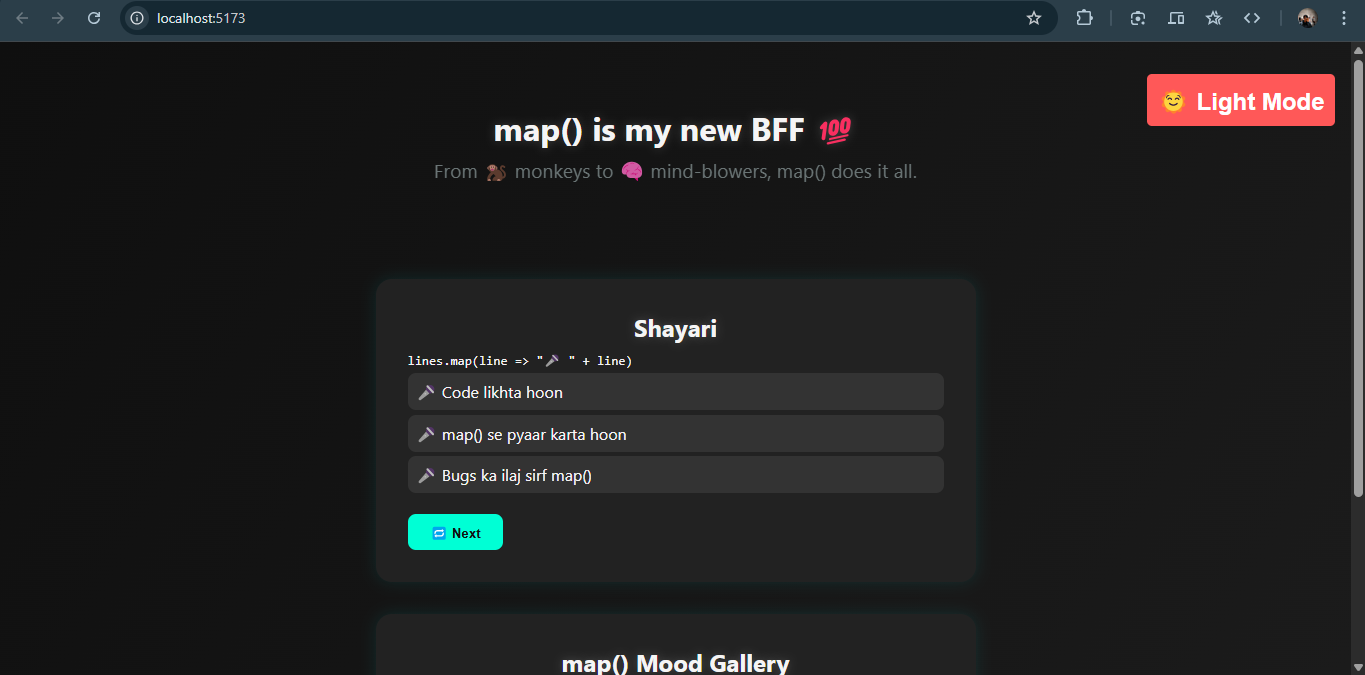 localhost:5173
🌞 Light Mode
map() is my new BFF 💯
From 🐒 monkeys to 🧠 mind-blowers, map() does it all.
Shayari
lines.map(line => "🎤 " + line)
🎤 Code likhta hoon
🎤 map() se pyaar karta hoon
🎤 Bugs ka ilaj sirf map()
🔁 Next
map() Mood Gallery